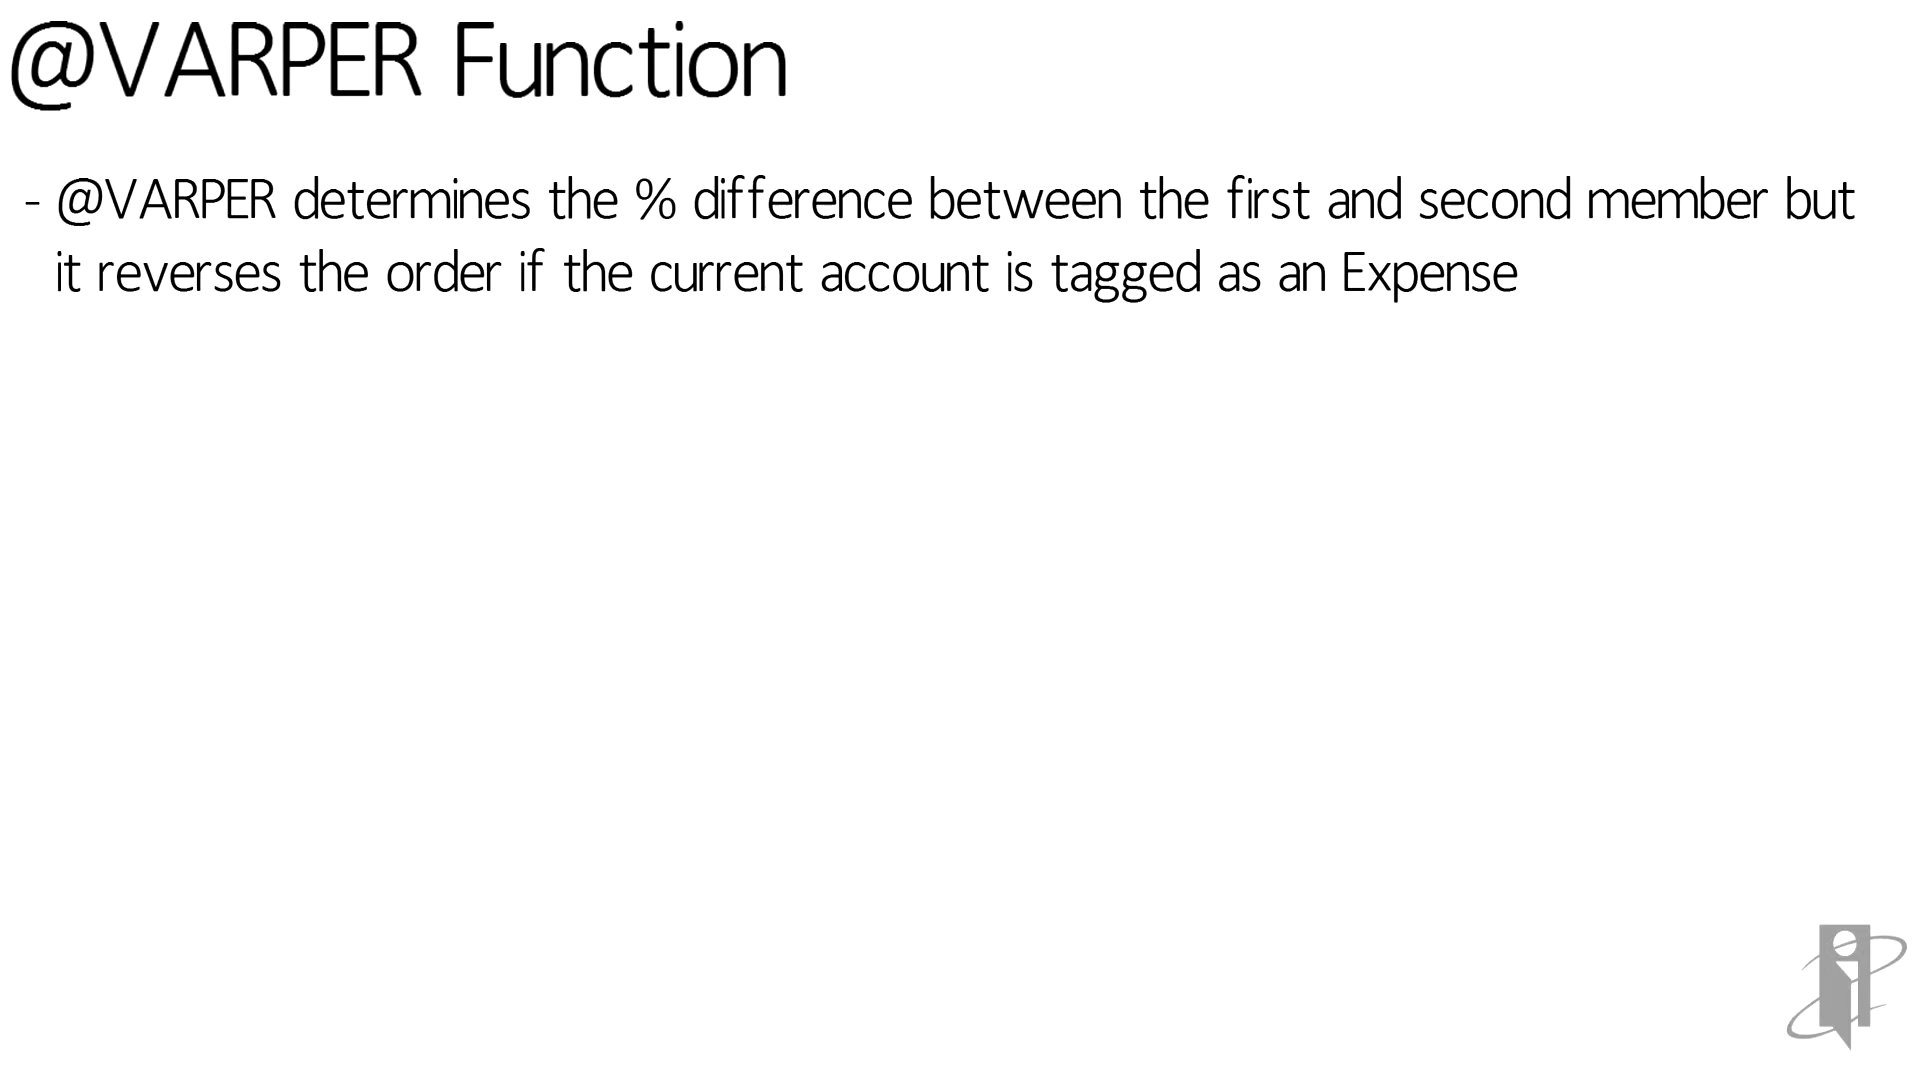 @VARPER Function
- @VARPER determines the % difference between the first and second member but
it reverses the order if the current account is tagged as an Expense